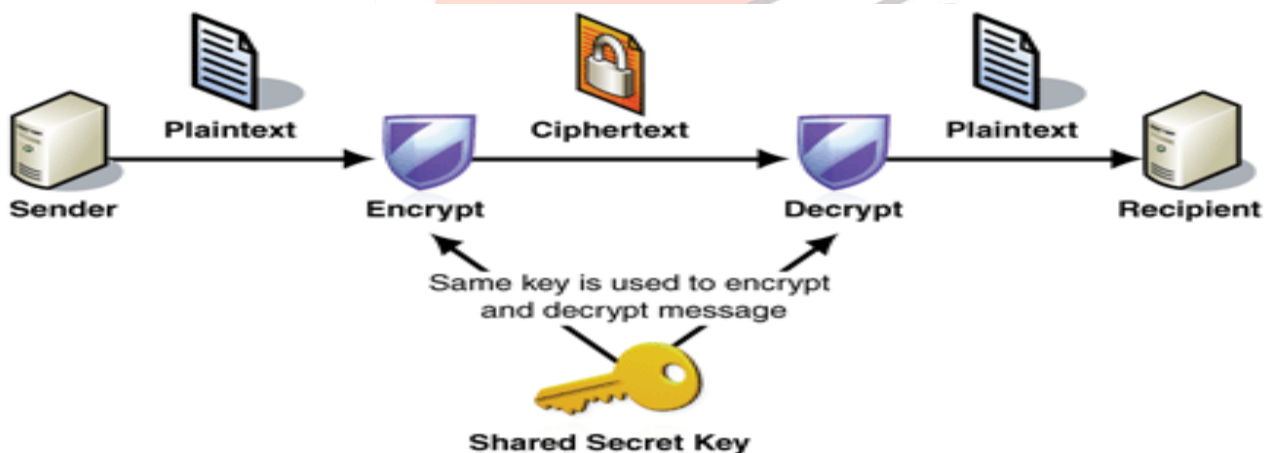 Plaintext
Ciphertext
Plaintext
Sender
Encrypt
Decrypt
Recipient
Same key is used to encrypt
and decrypt message
Shared Secret Key